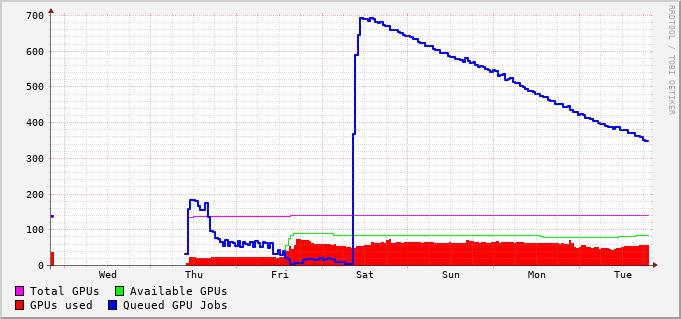 700
600
500
400
300
200
100
0
Wed Thu Fri Sat Sun Mon Tue
Total GPUs Available GPUs
GPUs used Queued GPU Jobs
RRDTOOL / TOBI OETIKER